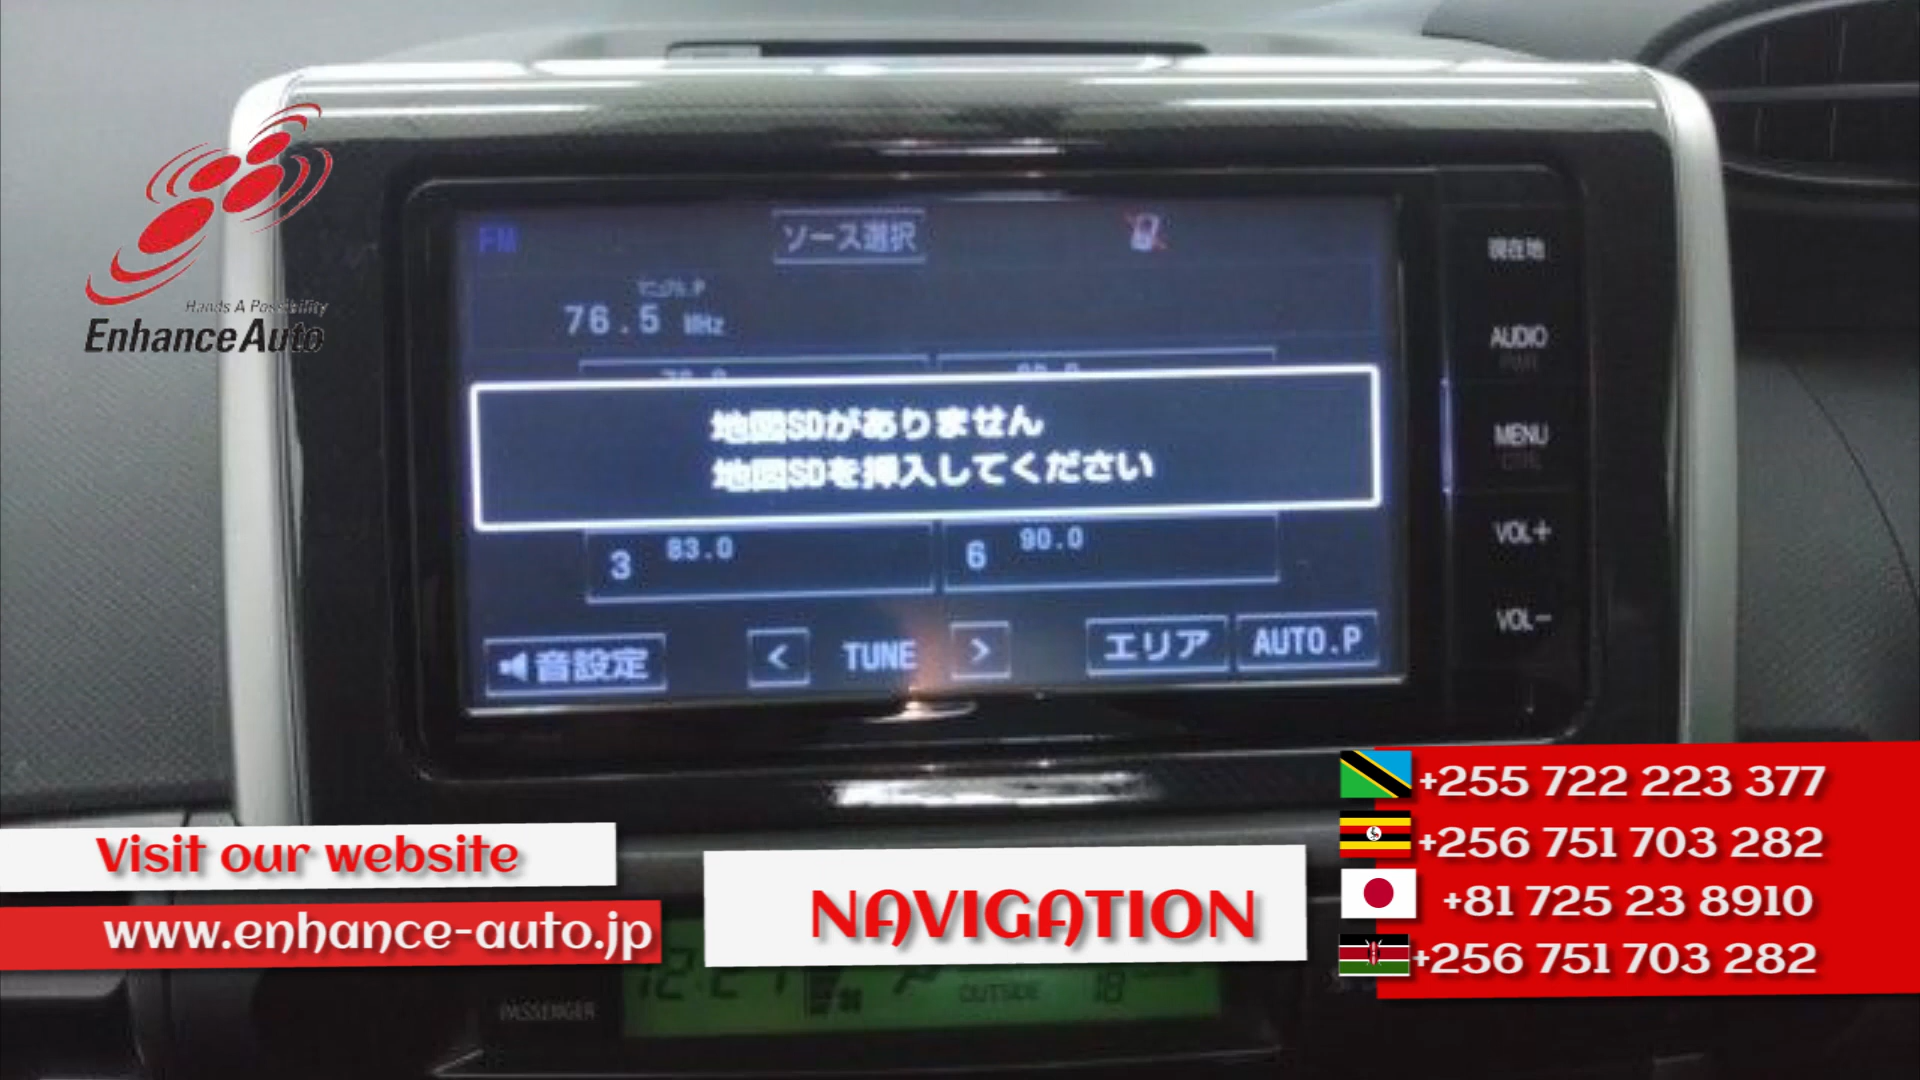 FM
ソース選択
76.5 MHz
地図SDがありません
地図SDを挿入してください
3 83.0
6 90.0
音設定
< TUNE >
エリア
AUTO.P
現在地
AUDIO
MENU
VOL+
VOL-
Hands A Possibility
EnhanceAuto
Visit our website
www.enhance-auto.jp
NAVIGATION
+255 722 223 377
+256 751 703 282
+81 725 23 8910
+256 751 703 282
PASSENGER
OUTSIDE 18